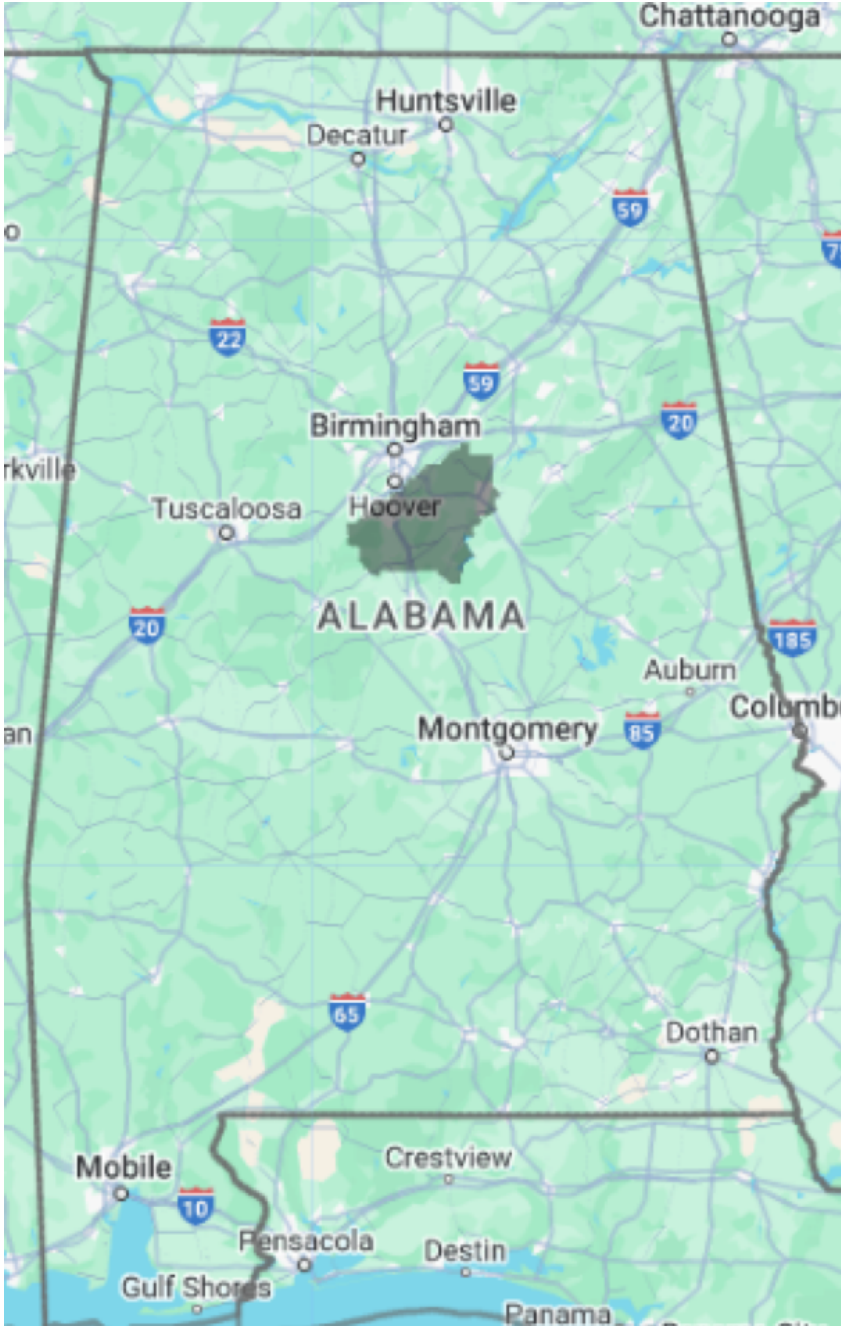 Chattanooga
Huntsville
Decatur
59
o
7
22
59
20
Birmingham
rkville
Tuscaloosa
Hoover
ALABAMA
20
185
Auburn
Columbu
an
Montgomery
85
65
Dothan
Mobile
Crestview
10
Pensacola
Destin
Gulf Shores
Panama